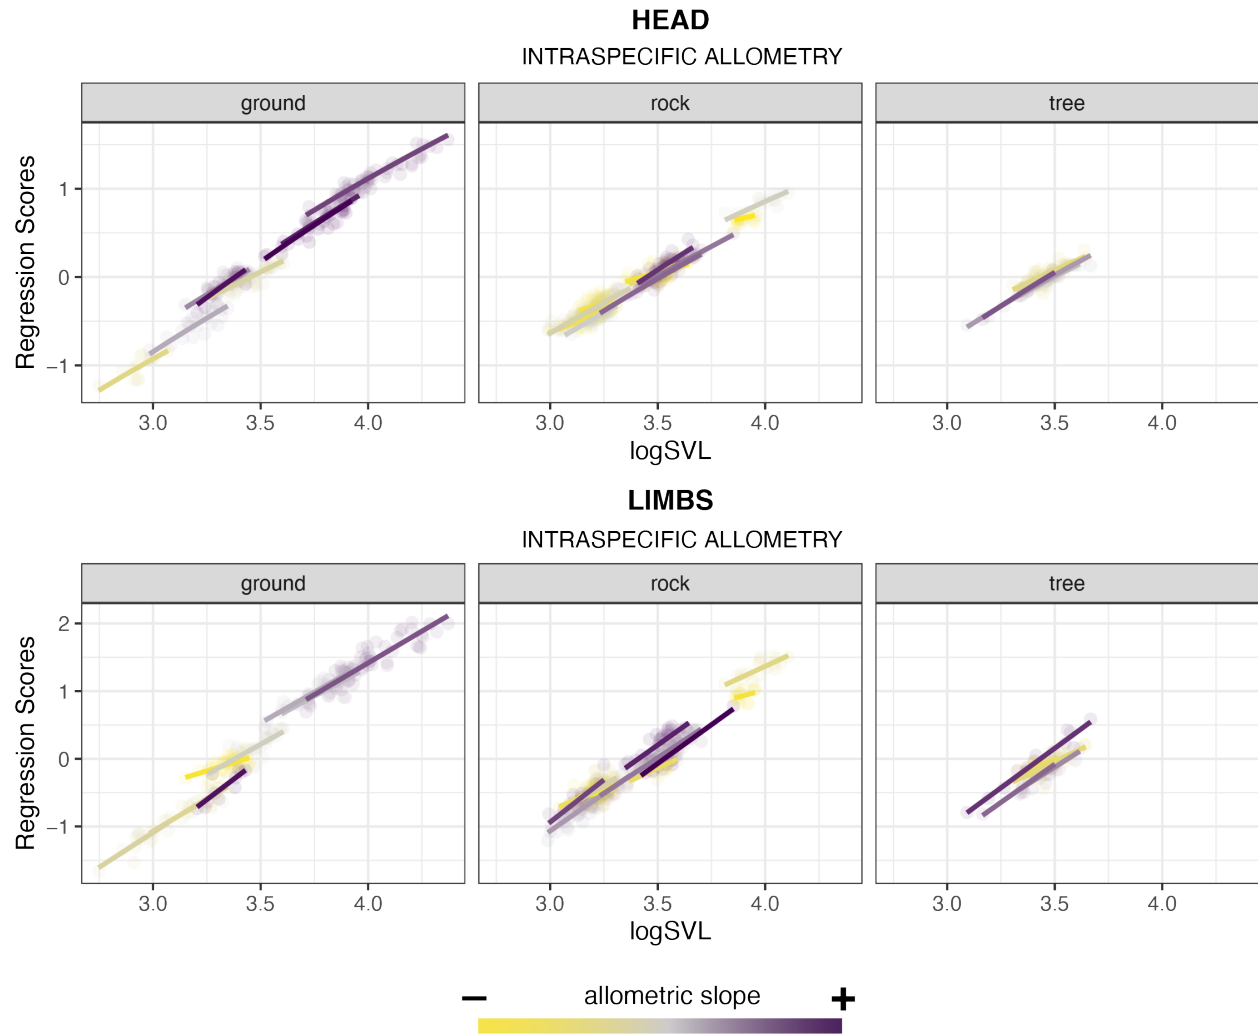 HEAD
INTRASPECIFIC ALLOMETRY
ground rock tree
Regression Scores
1
0
−1
3.0 3.5 4.0 3.0 3.5 4.0 3.0 3.5 4.0
logSVL
LIMBS
INTRASPECIFIC ALLOMETRY
ground rock tree
Regression Scores
2
1
0
−1
3.0 3.5 4.0 3.0 3.5 4.0 3.0 3.5 4.0
logSVL
− allometric slope +